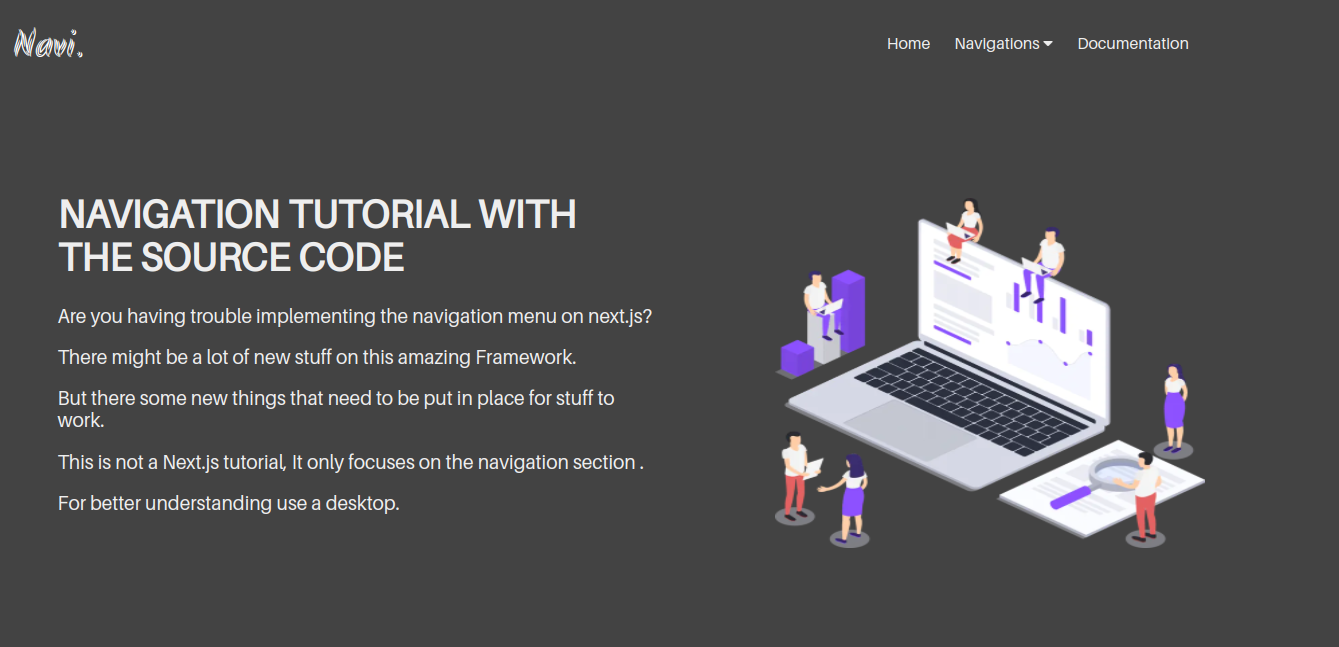 Navi.
Home Navigations Documentation
NAVIGATION TUTORIAL WITH
THE SOURCE CODE
Are you having trouble implementing the navigation menu on next.js?
There might be a lot of new stuff on this amazing Framework.
But there some new things that need to be put in place for stuff to
work.
This is not a Next.js tutorial, It only focuses on the navigation section .
For better understanding use a desktop.